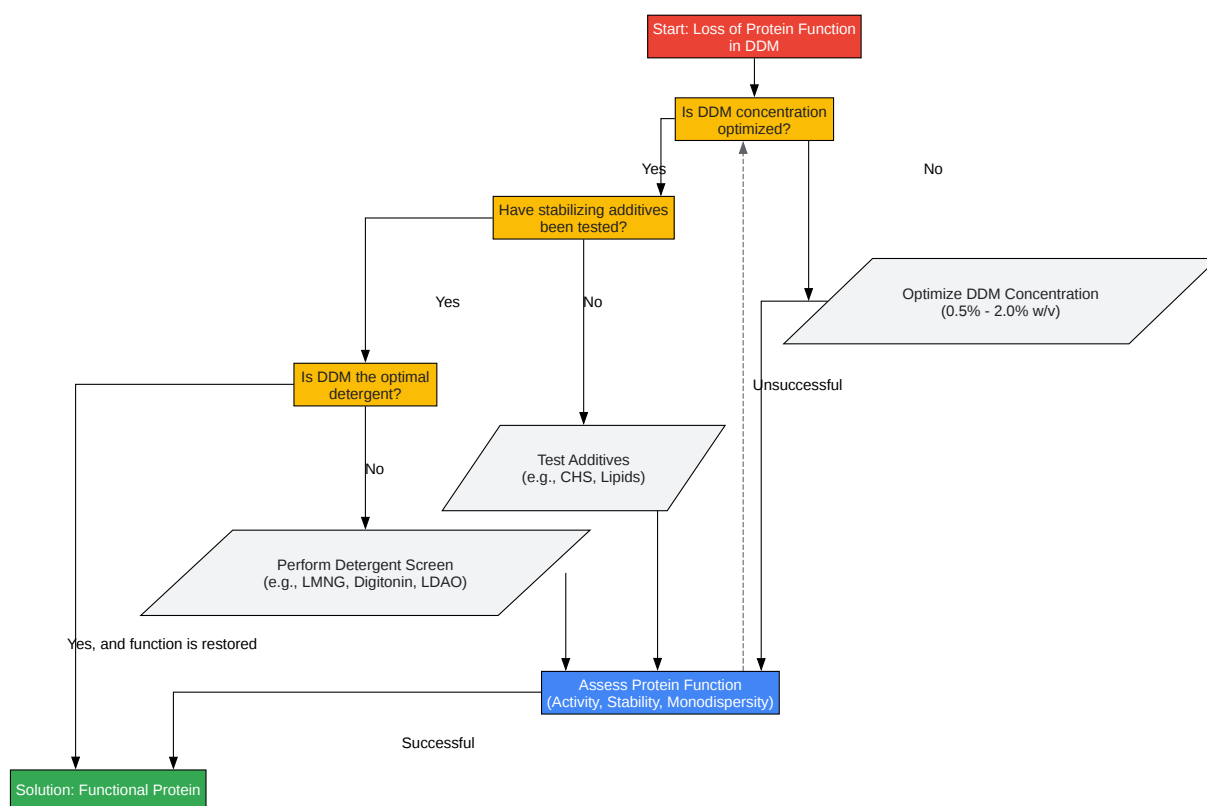 Start: Loss of Protein Function
in DDM
Is DDM concentration
optimized?
Yes
No
Have stabilizing additives
been tested?
Optimize DDM Concentration
(0.5% - 2.0% w/v)
Yes
No
Is DDM the optimal
detergent?
Unsuccessful
Test Additives
(e.g., CHS, Lipids)
No
Perform Detergent Screen
(e.g., LMNG, Digitonin, LDAO)
Yes, and function is restored
Assess Protein Function
(Activity, Stability, Monodispersity)
Successful
Solution: Functional Protein